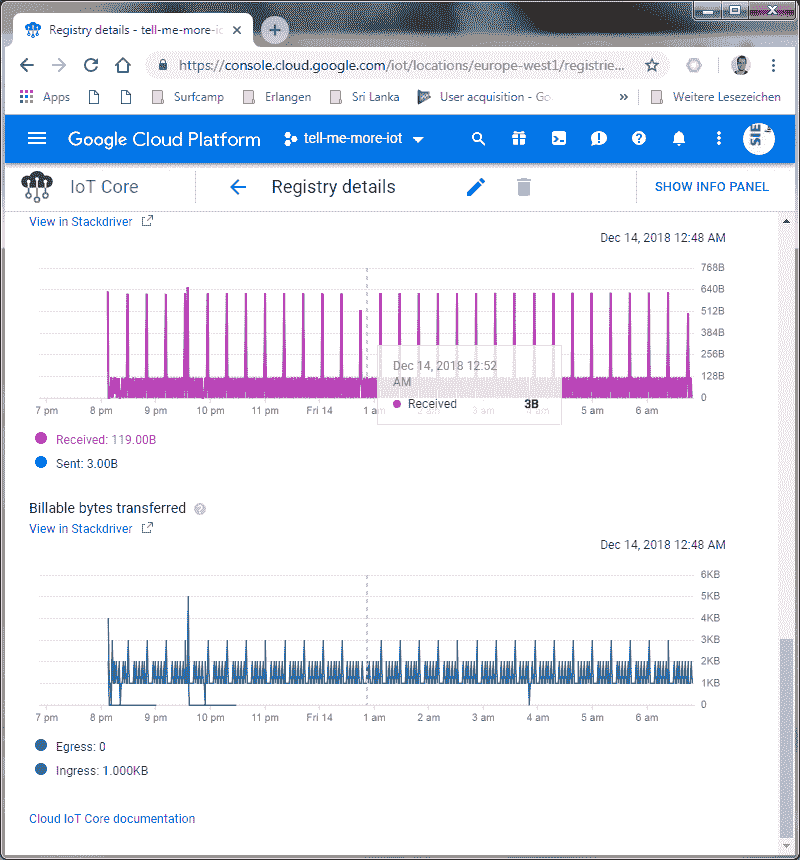 Registry details - tell-me-more-io
https://console.cloud.google.com/iot/locations/europe-west1/registrie...
Apps Surfcamp Erlangen Sri Lanka User acquisition - Go » Weitere Lesezeichen
Google Cloud Platform tell-me-more-iot
IoT Core Registry details SHOW INFO PANEL
View in Stackdriver
Dec 14, 2018 12:48 AM
768B
640B
512B
384B
256B
128B
0
Dec 14, 2018 12:52
AM
Received 3B
7 pm 8 pm 9 pm 10 pm 11 pm Fri 14 1 am 2 am 3 am 4 am 5 am 6 am
Received: 119.00B
Sent: 3.00B
Billable bytes transferred
View in Stackdriver
Dec 14, 2018 12:48 AM
6KB
5KB
4KB
3KB
2KB
1KB
0
7 pm 8 pm 9 pm 10 pm 11 pm Fri 14 1 am 2 am 3 am 4 am 5 am 6 am
Egress: 0
Ingress: 1.000KB
Cloud IoT Core documentation